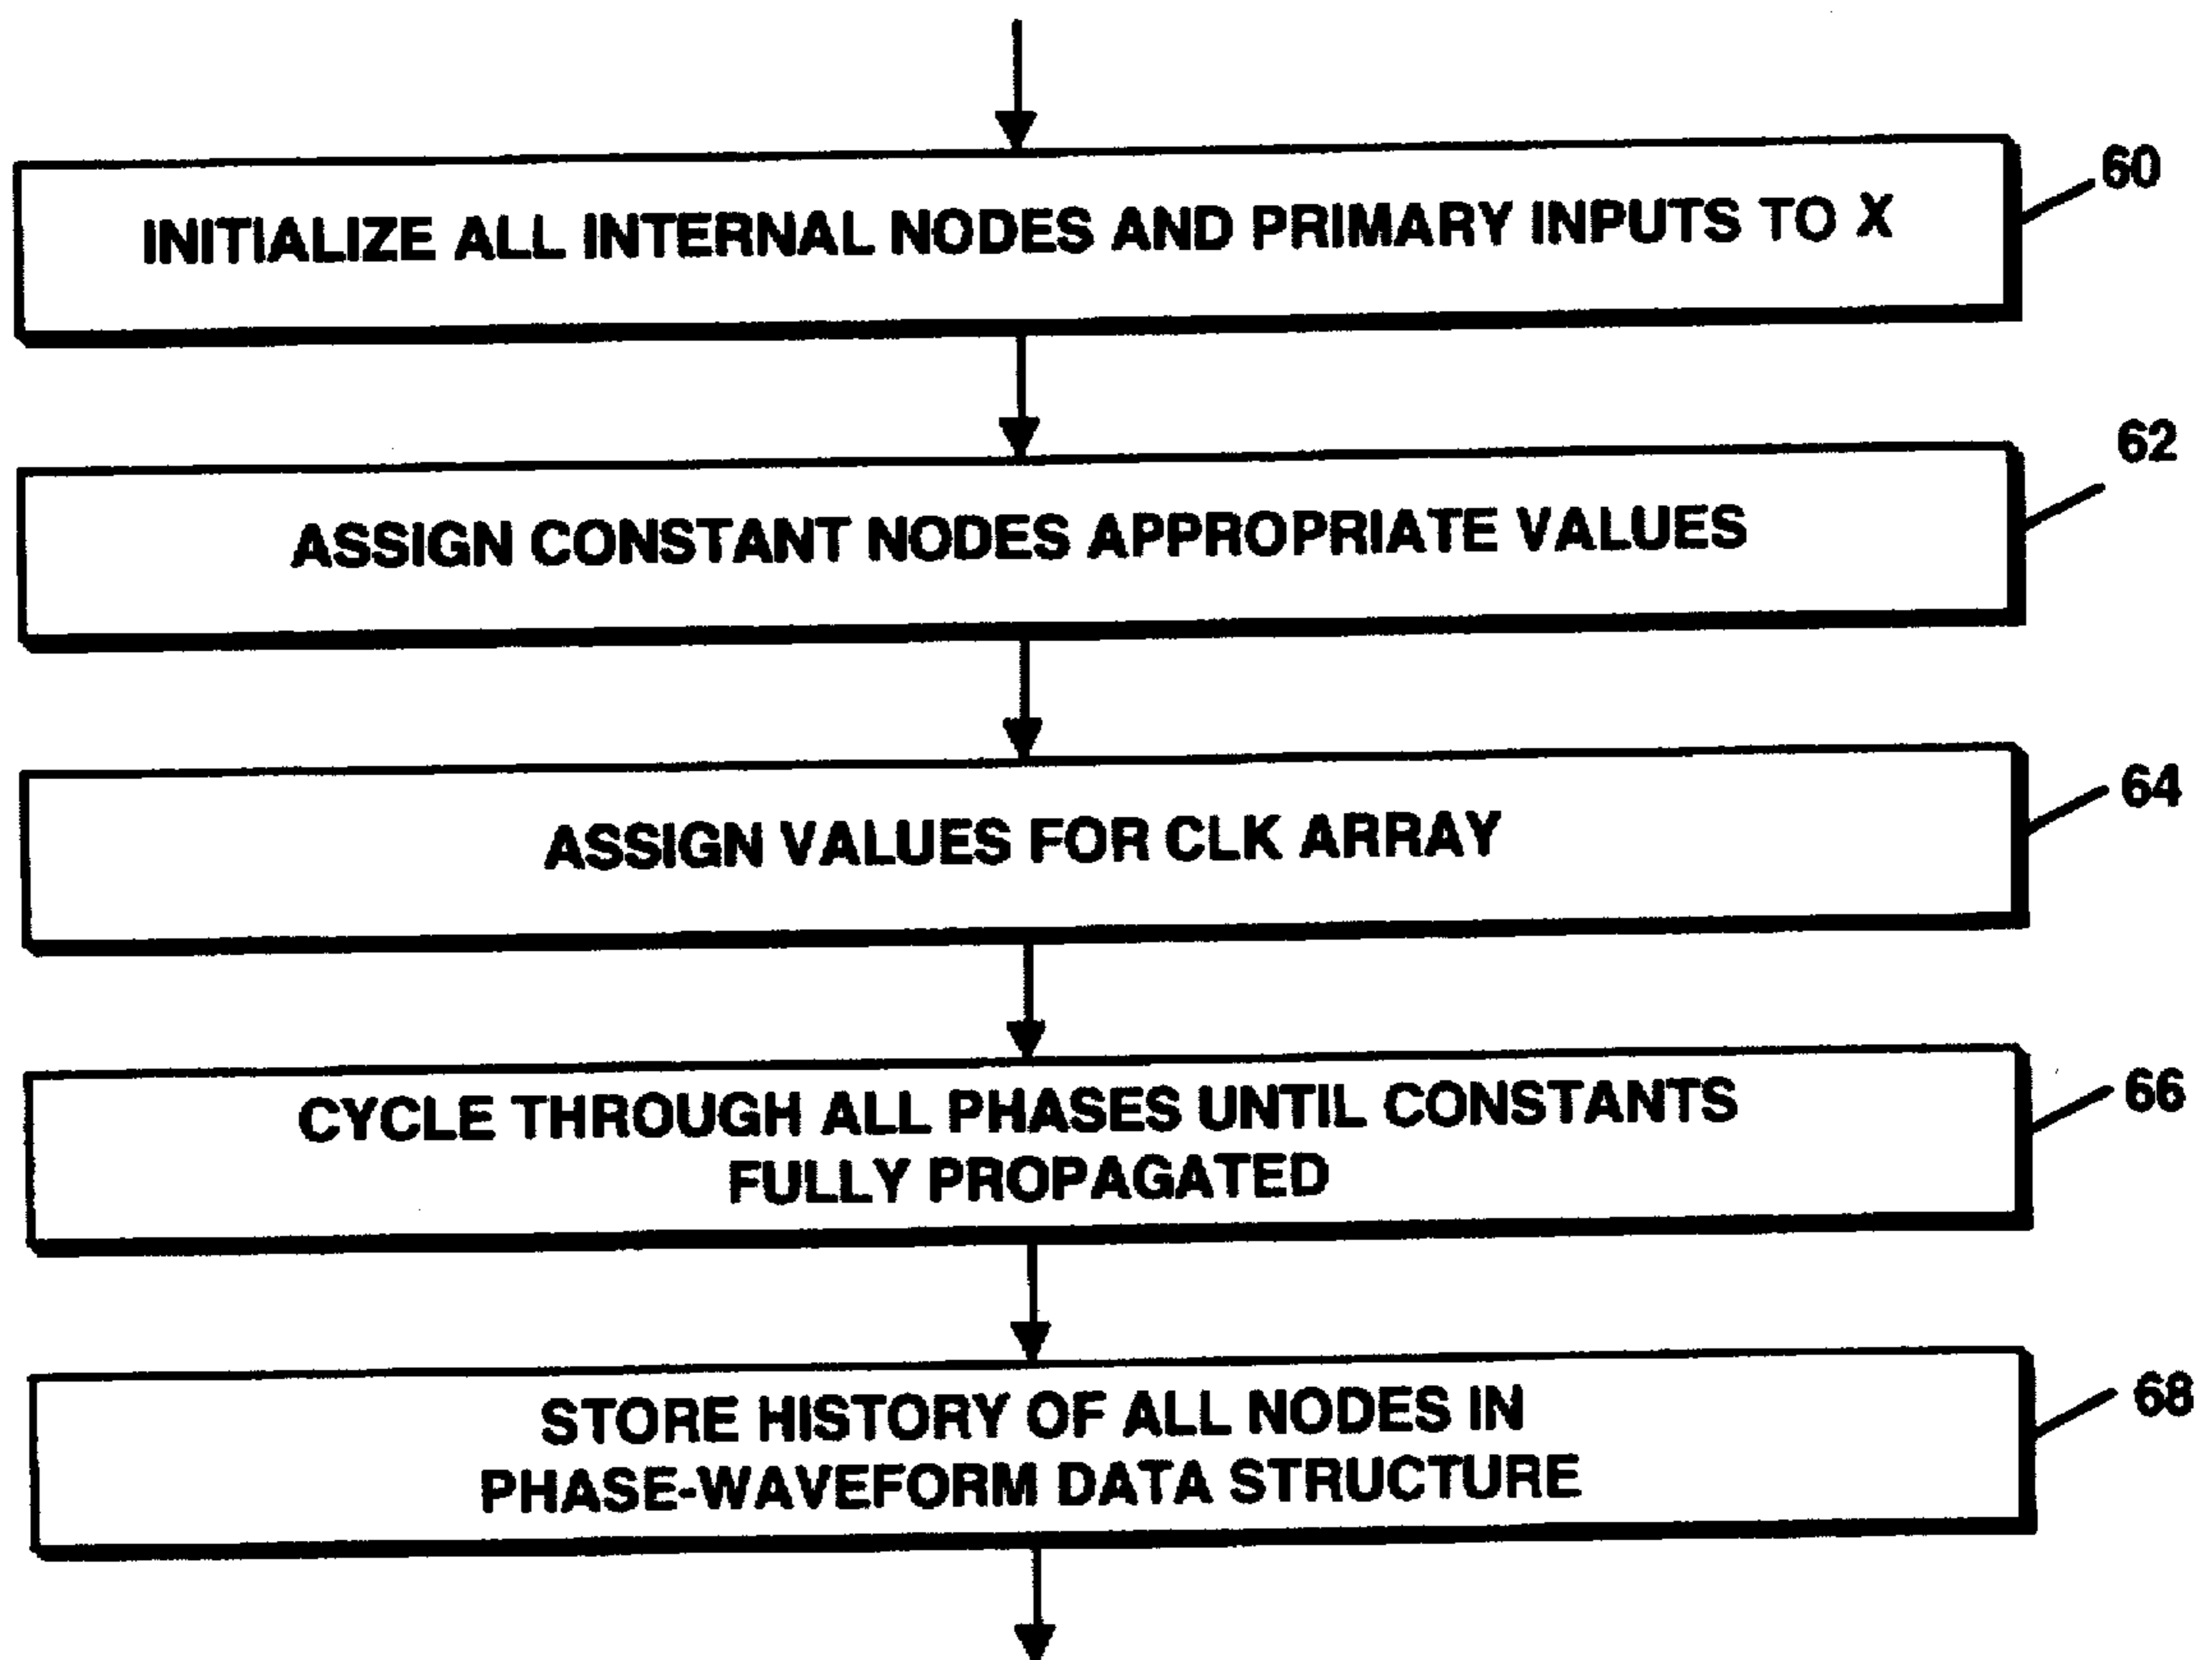 60
INITIALIZE ALL INTERNAL NODES AND PRIMARY INPUTS TO X
62
ASSIGN CONSTANT NODES APPROPRIATE VALUES
64
ASSIGN VALUES FOR CLK ARRAY
66
CYCLE THROUGH ALL PHASES UNTIL CONSTANTS
FULLY PROPAGATED
68
STORE HISTORY OF ALL NODES IN
PHASE-WAVEFORM DATA STRUCTURE